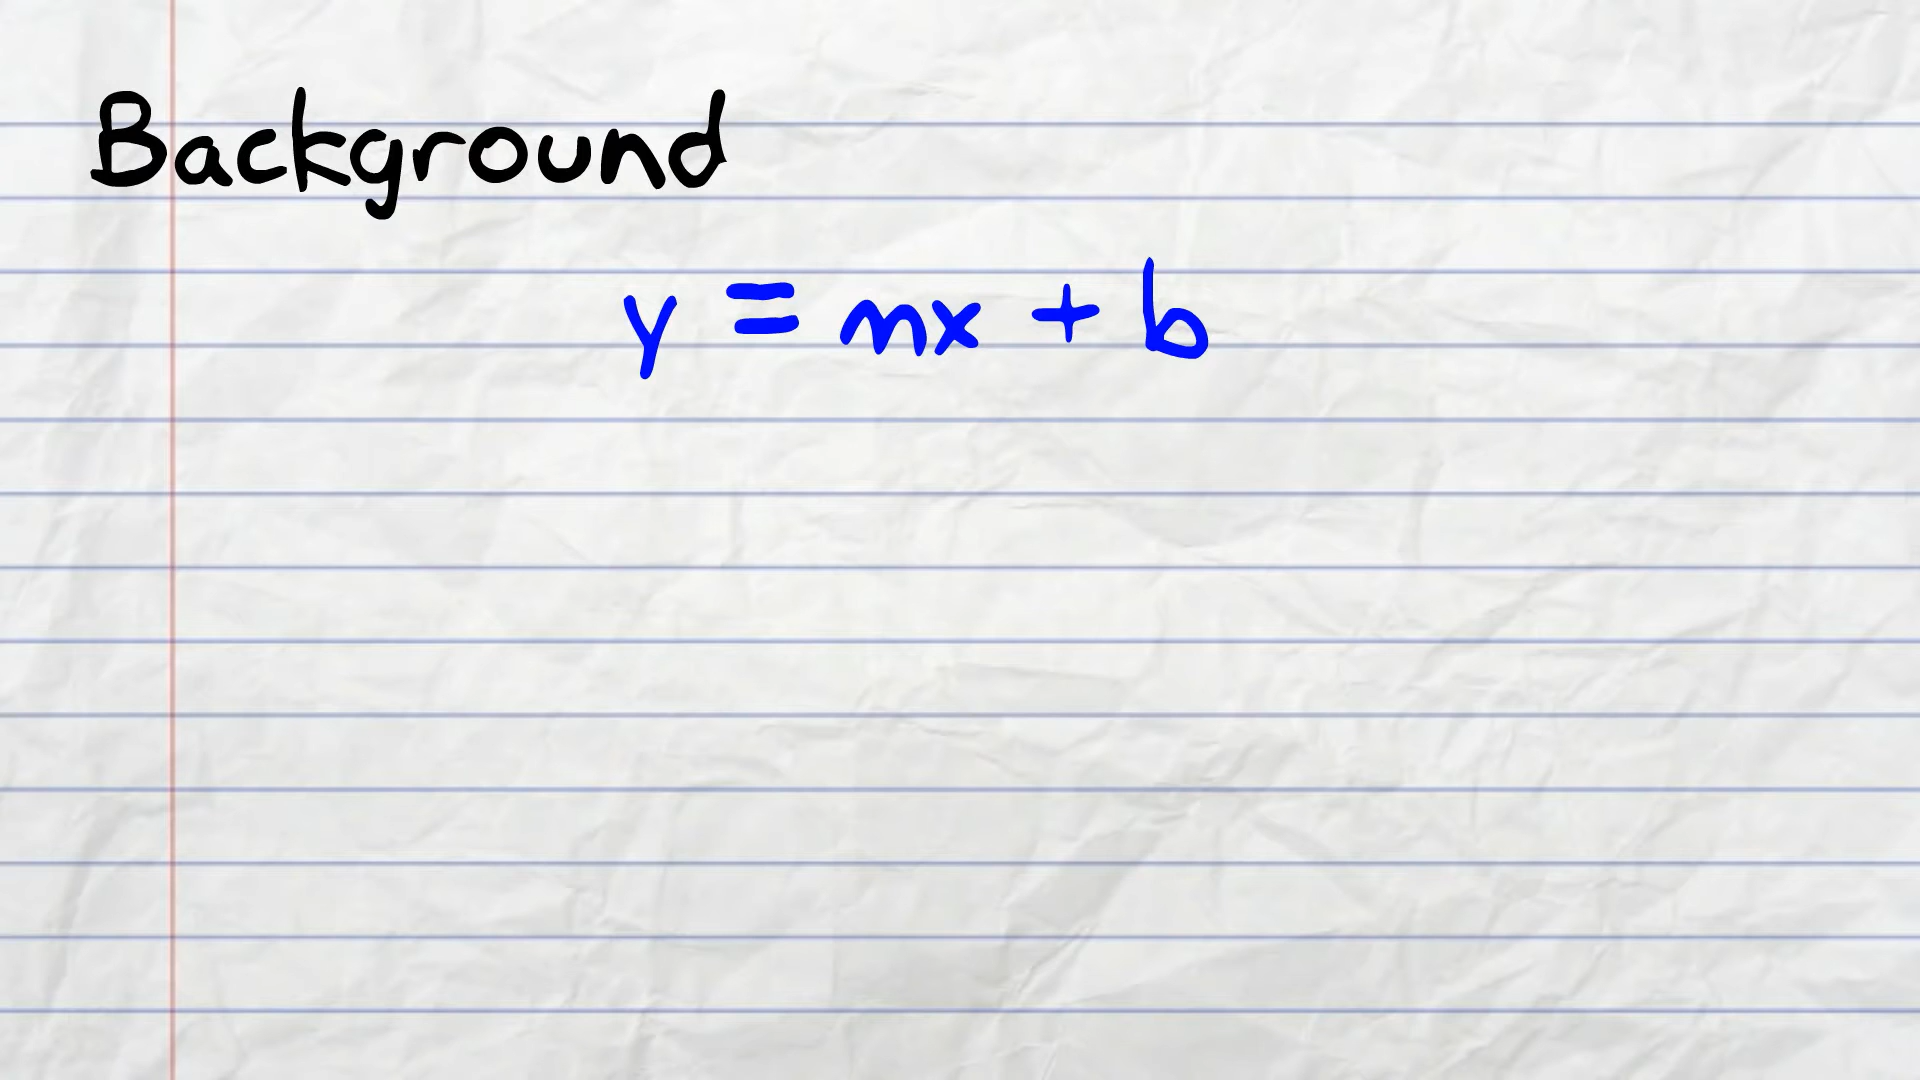 Background
y = mx + b